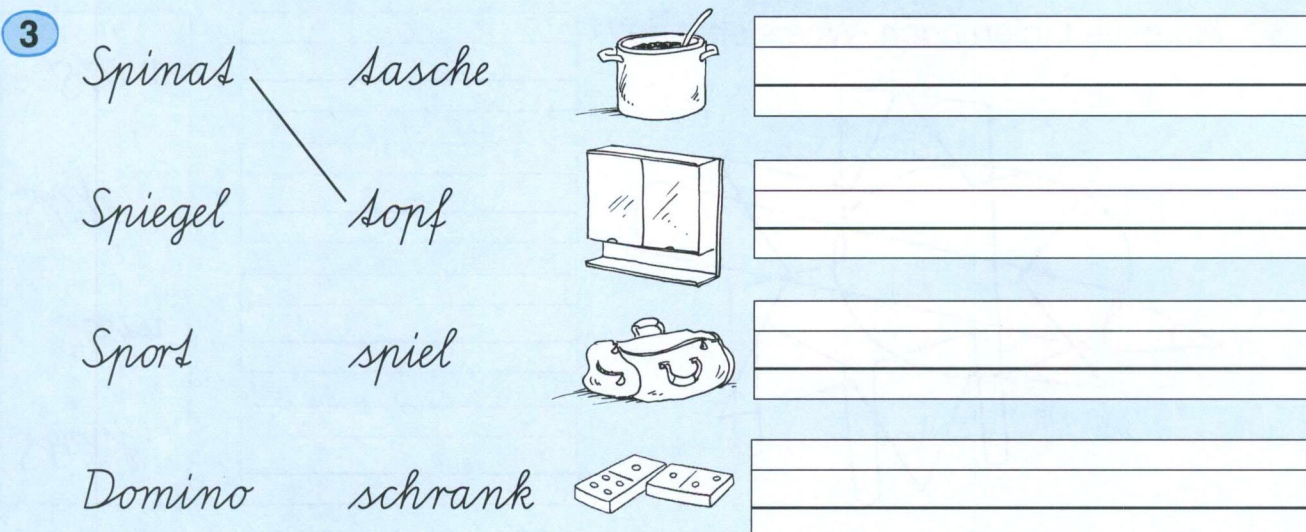 3
Spinat tasche
Spiegel topf
Sport spiel
Domino schrank